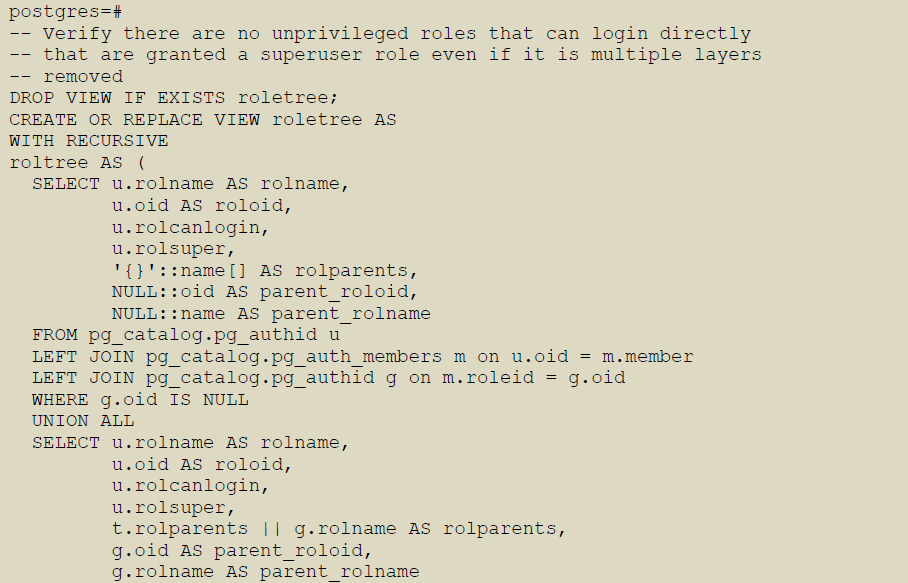 postgres=#
-- Verify there are no unprivileged roles that can login directly
-- that are granted a superuser role even if it is multiple layers
-- removed
DROP VIEW IF EXISTS roletree;
CREATE OR REPLACE VIEW roletree AS
WITH RECURSIVE
roltree AS (
  SELECT u.rolname AS rolname,
         u.oid AS roloid,
         u.rolcanlogin,
         u.rolsuper,
         '{}'::name[] AS rolparents,
         NULL::oid AS parent_roloid,
         NULL::name AS parent_rolname
  FROM pg_catalog.pg_authid u
  LEFT JOIN pg_catalog.pg_auth_members m on u.oid = m.member
  LEFT JOIN pg_catalog.pg_authid g on m.roleid = g.oid
  WHERE g.oid IS NULL
  UNION ALL
  SELECT u.rolname AS rolname,
         u.oid AS roloid,
         u.rolcanlogin,
         u.rolsuper,
         t.rolparents || g.rolname AS rolparents,
         g.oid AS parent_roloid,
         g.rolname AS parent_rolname